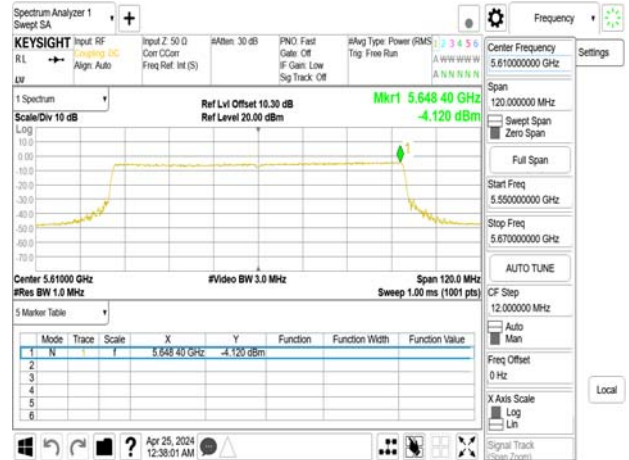 Spectrum Analyzer 1
Swept SA
+
Frequency
KEYSIGHT
RL
Input: RF
Coupling: DC
Align: Auto
Input Z: 50 Ω
Corr CCorr
Freq Ref: Int (S)
#Atten: 30 dB
PNO: Fast
Gate: Off
IF Gain: Low
Sig Track: Off
#Avg Type: Power (RMS
Trig: Free Run
1 2 3 4 5 6
A W W W W W
A N N N N N
LV
1 Spectrum
Scale/Div 10 dB
Ref Lvl Offset 10.30 dB
Ref Level 20.00 dBm
Mkr1 5.648 40 GHz
-4.120 dBm
Log
10.0
0.00
-10.0
-20.0
-30.0
-40.0
-50.0
-60.0
-70.0
1
Center 5.61000 GHz
#Res BW 1.0 MHz
#Video BW 3.0 MHz
Span 120.0 MHz
Sweep 1.00 ms (1001 pts)
5 Marker Table
Mode Trace Scale X Y Function Function Width Function Value
1 N 1 f 5.648 40 GHz -4.120 dBm
2
3
4
5
6
Apr 25, 2024
12:38:01 AM
Center Frequency
5.610000000 GHz
Span
120.000000 MHz
Swept Span
Zero Span
Full Span
Start Freq
5.550000000 GHz
Stop Freq
5.670000000 GHz
AUTO TUNE
CF Step
12.000000 MHz
Auto
Man
Freq Offset
0 Hz
X Axis Scale
Log
Lin
Signal Track
(Span Zoom)
Settings
Local